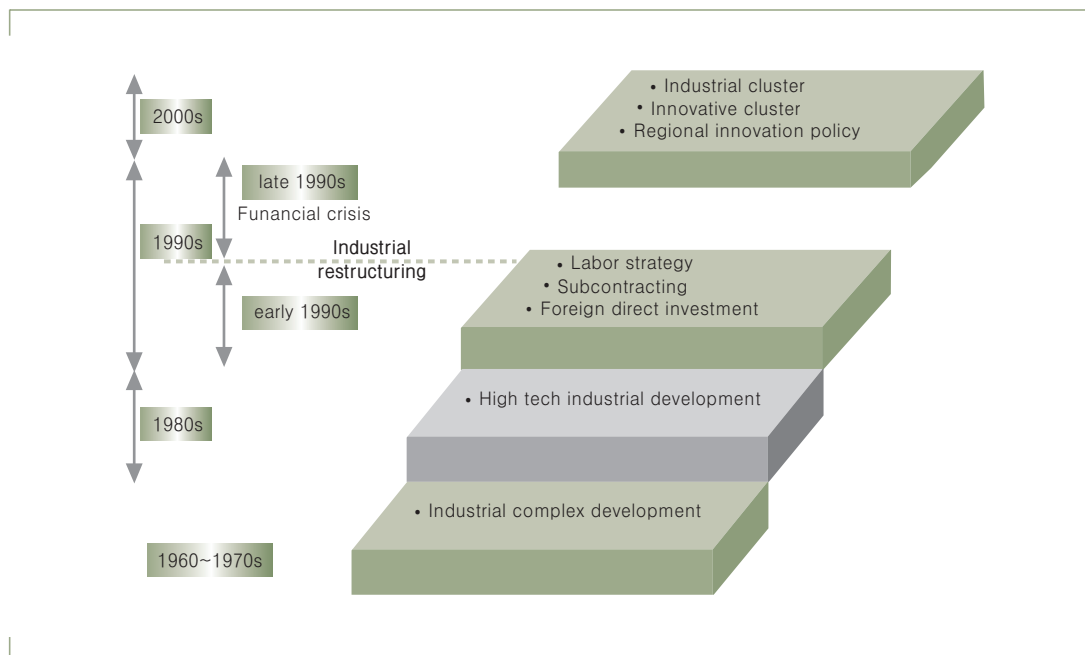 2000s
• Industrial cluster
• Innovative cluster
• Regional innovation policy
late 1990s
Funancial crisis
1990s
Industrial
restructuring
• Labor strategy
• Subcontracting
• Foreign direct investment
early 1990s
• High tech industrial development
1980s
• Industrial complex development
1960~1970s